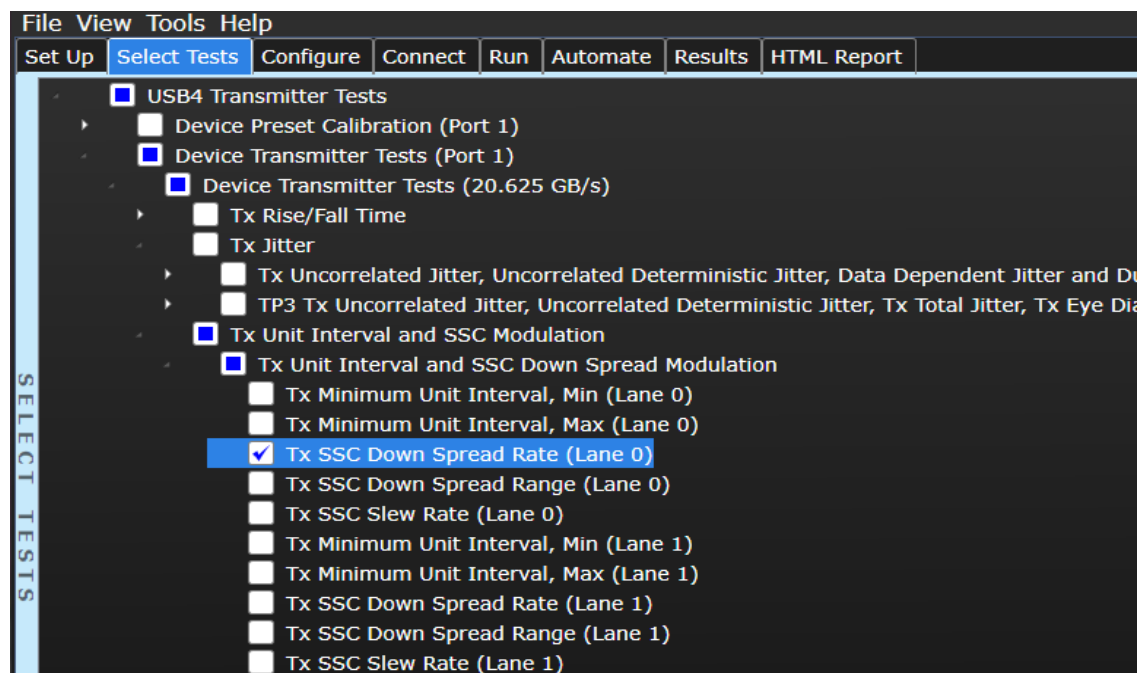 File View Tools Help
Set Up Select Tests Configure Connect Run Automate Results HTML Report
USB4 Transmitter Tests
Device Preset Calibration (Port 1)
Device Transmitter Tests (Port 1)
Device Transmitter Tests (20.625 GB/s)
Tx Rise/Fall Time
Tx Jitter
Tx Uncorrelated Jitter, Uncorrelated Deterministic Jitter, Data Dependent Jitter and Du
TP3 Tx Uncorrelated Jitter, Uncorrelated Deterministic Jitter, Tx Total Jitter, Tx Eye Dia
Tx Unit Interval and SSC Modulation
Tx Unit Interval and SSC Down Spread Modulation
Tx Minimum Unit Interval, Min (Lane 0)
Tx Minimum Unit Interval, Max (Lane 0)
Tx SSC Down Spread Rate (Lane 0)
Tx SSC Down Spread Range (Lane 0)
Tx SSC Slew Rate (Lane 0)
Tx Minimum Unit Interval, Min (Lane 1)
Tx Minimum Unit Interval, Max (Lane 1)
Tx SSC Down Spread Rate (Lane 1)
Tx SSC Down Spread Range (Lane 1)
Tx SSC Slew Rate (Lane 1)
SELECT TESTS